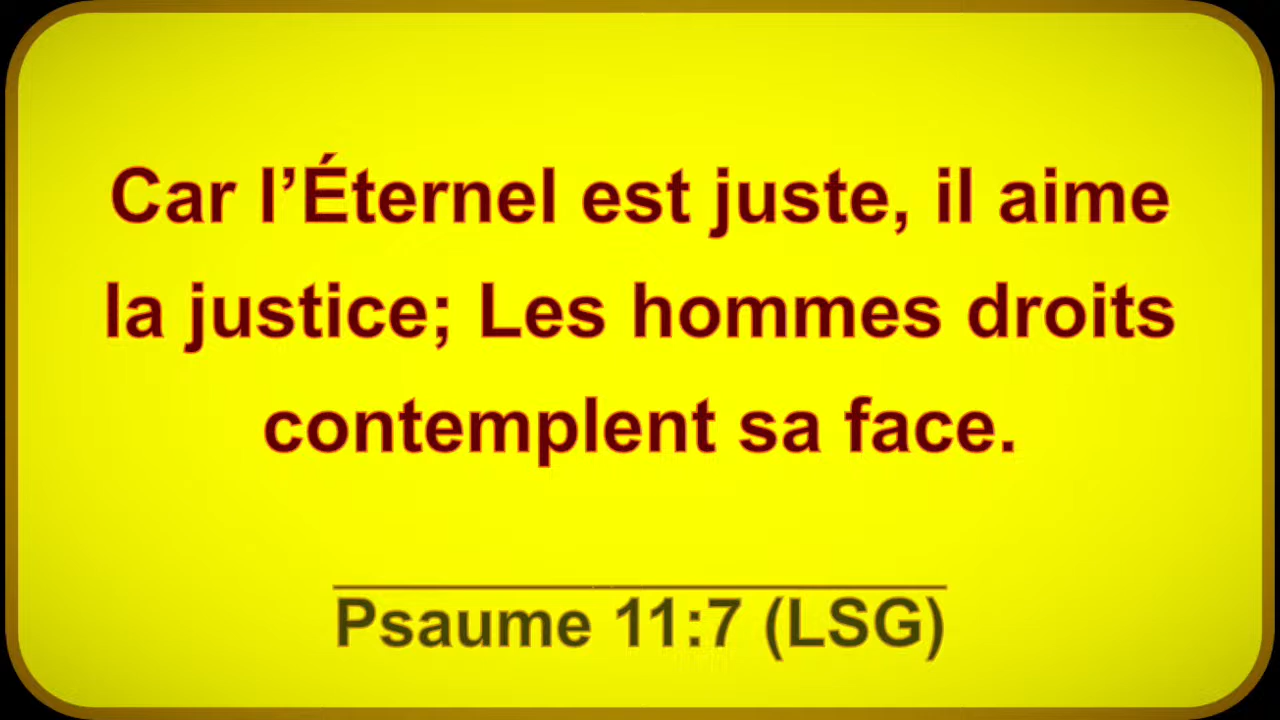 Car l’Éternel est juste, il aime
la justice; Les hommes droits
contemplent sa face.
Psaume 11:7 (LSG)